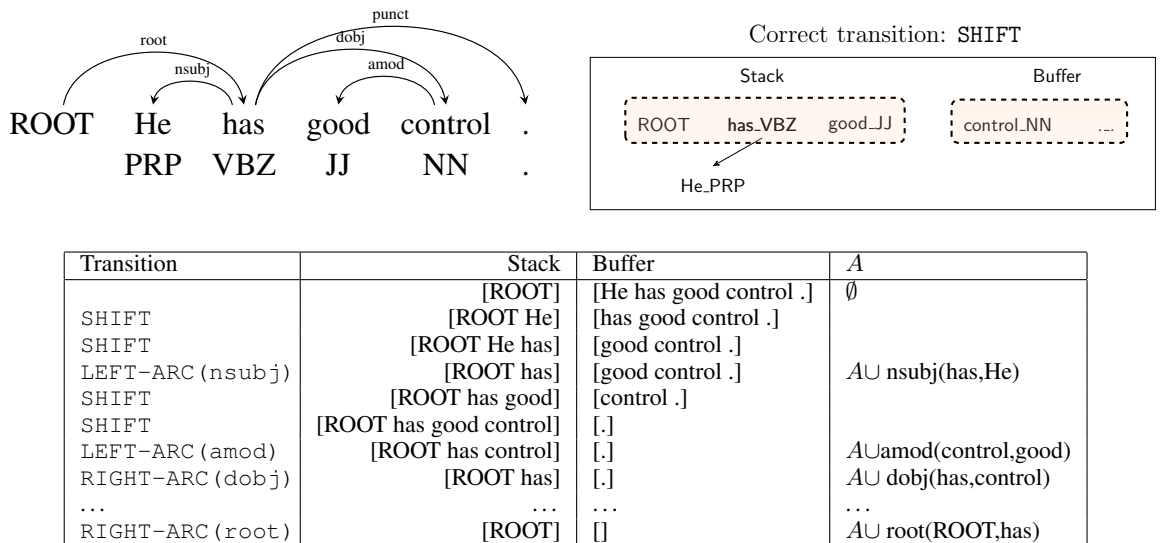 punct
root
dobj
nsubj
amod
ROOT He has good control .
PRP VBZ JJ NN .
Correct transition: SHIFT
Stack Buffer
ROOT has_VBZ good_JJ control_NN ._.
He_PRP
Transition Stack Buffer A
[ROOT] [He has good control .] ∅
SHIFT [ROOT He] [has good control .]
SHIFT [ROOT He has] [good control .]
LEFT-ARC(nsubj) [ROOT has] [good control .] A∪ nsubj(has,He)
SHIFT [ROOT has good] [control .]
SHIFT [ROOT has good control] [.]
LEFT-ARC(amod) [ROOT has control] [.] A∪amod(control,good)
RIGHT-ARC(dobj) [ROOT has] [.] A∪ dobj(has,control)
... ... ... ...
RIGHT-ARC(root) [ROOT] [] A∪ root(ROOT,has)